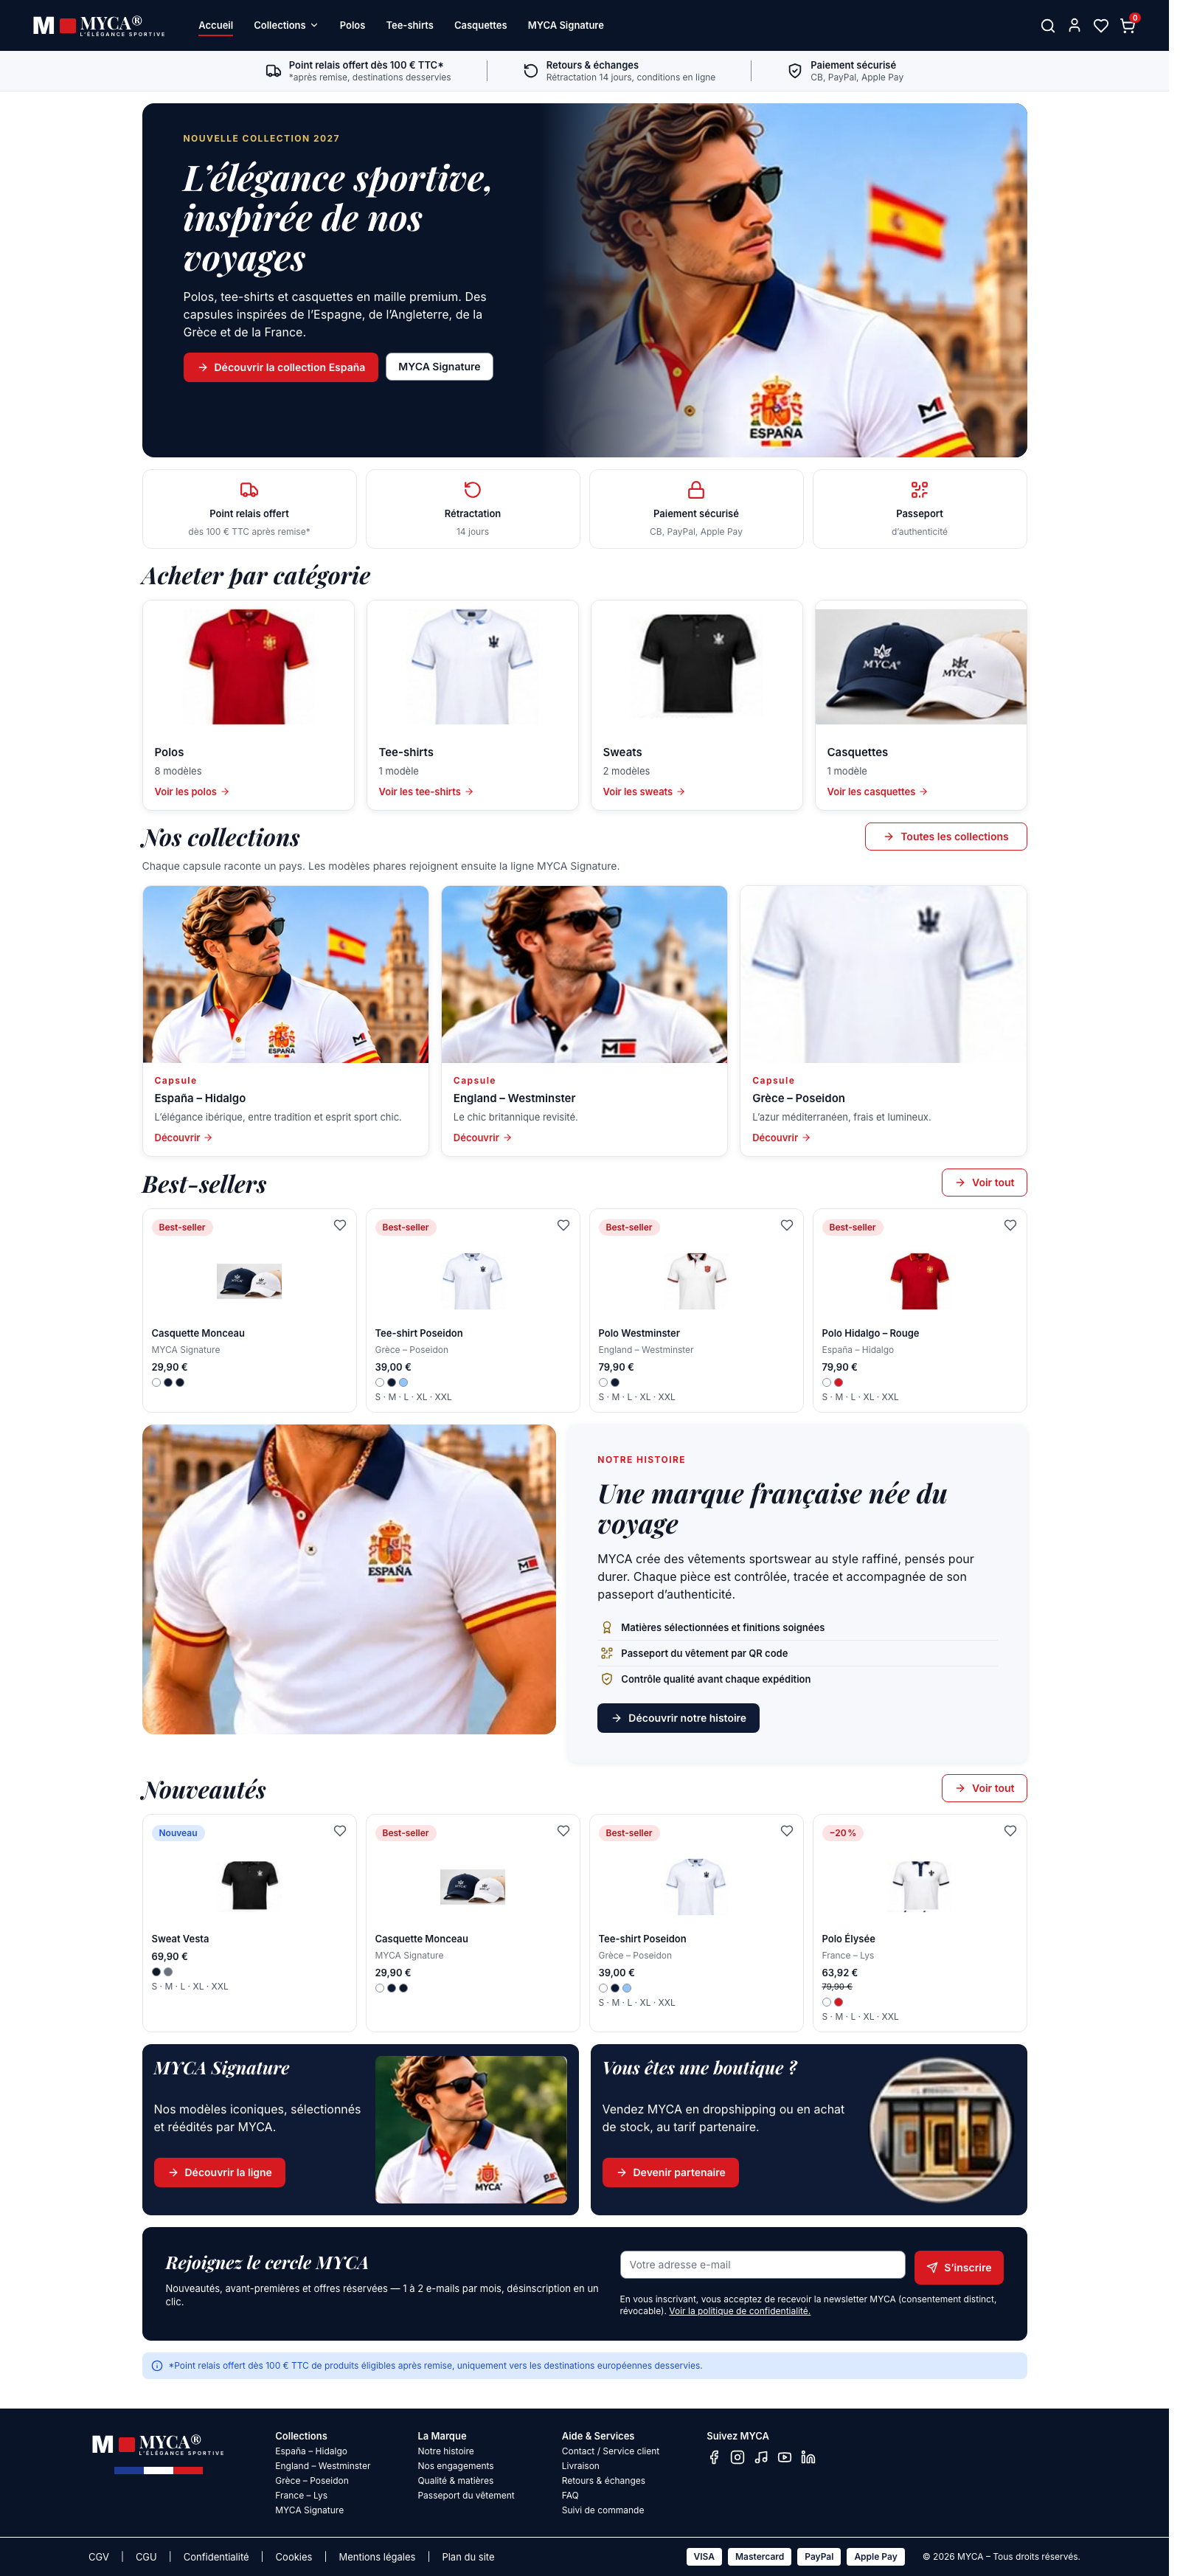 M MYCA®
L'ÉLÉGANCE SPORTIVE
Accueil
Collections
Polos
Tee-shirts
Casquettes
MYCA Signature
0
Point relais offert dès 100 € TTC*
*après remise, destinations desservies
Retours & échanges
Rétractation 14 jours, conditions en ligne
Paiement sécurisé
CB, PayPal, Apple Pay
NOUVELLE COLLECTION 2027
L’élégance sportive,
inspirée de nos
voyages
Polos, tee-shirts et casquettes en maille premium. Des
capsules inspirées de l’Espagne, de l’Angleterre, de la
Grèce et de la France.
Découvrir la collection España
MYCA Signature
ESPAÑA
M
Point relais offert
dès 100 € TTC après remise*
Rétractation
14 jours
Paiement sécurisé
CB, PayPal, Apple Pay
Passeport
d’authenticité
Acheter par catégorie
MYCA
MYCA
Polos
8 modèles
Voir les polos
Tee-shirts
1 modèle
Voir les tee-shirts
Sweats
2 modèles
Voir les sweats
Casquettes
1 modèle
Voir les casquettes
Nos collections
Toutes les collections
Chaque capsule raconte un pays. Les modèles phares rejoignent ensuite la ligne MYCA Signature.
ESPAÑA
M
M
Capsule
España – Hidalgo
L’élégance ibérique, entre tradition et esprit sport chic.
Découvrir
Capsule
England – Westminster
Le chic britannique revisité.
Découvrir
Capsule
Grèce – Poseidon
L’azur méditerranéen, frais et lumineux.
Découvrir
Best-sellers
Voir tout
Best-seller
MYCA
MYCA
Casquette Monceau
MYCA Signature
29,90 €
Best-seller
Tee-shirt Poseidon
Grèce – Poseidon
39,00 €
S · M · L · XL · XXL
Best-seller
Polo Westminster
England – Westminster
79,90 €
S · M · L · XL · XXL
Best-seller
Polo Hidalgo – Rouge
España – Hidalgo
79,90 €
S · M · L · XL · XXL
ESPAÑA
M
NOTRE HISTOIRE
Une marque française née du
voyage
MYCA crée des vêtements sportswear au style raffiné, pensés pour
durer. Chaque pièce est contrôlée, tracée et accompagnée de son
passeport d’authenticité.
Matières sélectionnées et finitions soignées
Passeport du vêtement par QR code
Contrôle qualité avant chaque expédition
Découvrir notre histoire
Nouveautés
Voir tout
Nouveau
Sweat Vesta
69,90 €
S · M · L · XL · XXL
Best-seller
MYCA
MYCA
Casquette Monceau
MYCA Signature
29,90 €
Best-seller
Tee-shirt Poseidon
Grèce – Poseidon
39,00 €
S · M · L · XL · XXL
−20 %
Polo Élysée
France – Lys
63,92 €
79,90 €
S · M · L · XL · XXL
MYCA Signature
Nos modèles iconiques, sélectionnés
et réédités par MYCA.
Découvrir la ligne
MYCA
Vous êtes une boutique ?
Vendez MYCA en dropshipping ou en achat
de stock, au tarif partenaire.
Devenir partenaire
Rejoignez le cercle MYCA
Nouveautés, avant-premières et offres réservées — 1 à 2 e-mails par mois, désinscription en un
clic.
Votre adresse e-mail
S’inscrire
En vous inscrivant, vous acceptez de recevoir la newsletter MYCA (consentement distinct,
révocable). Voir la politique de confidentialité.
*Point relais offert dès 100 € TTC de produits éligibles après remise, uniquement vers les destinations européennes desservies.
M MYCA®
L'ÉLÉGANCE SPORTIVE
Collections
España – Hidalgo
England – Westminster
Grèce – Poseidon
France – Lys
MYCA Signature
La Marque
Notre histoire
Nos engagements
Qualité & matières
Passeport du vêtement
Aide & Services
Contact / Service client
Livraison
Retours & échanges
FAQ
Suivi de commande
Suivez MYCA
CGV
CGU
Confidentialité
Cookies
Mentions légales
Plan du site
VISA
Mastercard
PayPal
Apple Pay
© 2026 MYCA – Tous droits réservés.